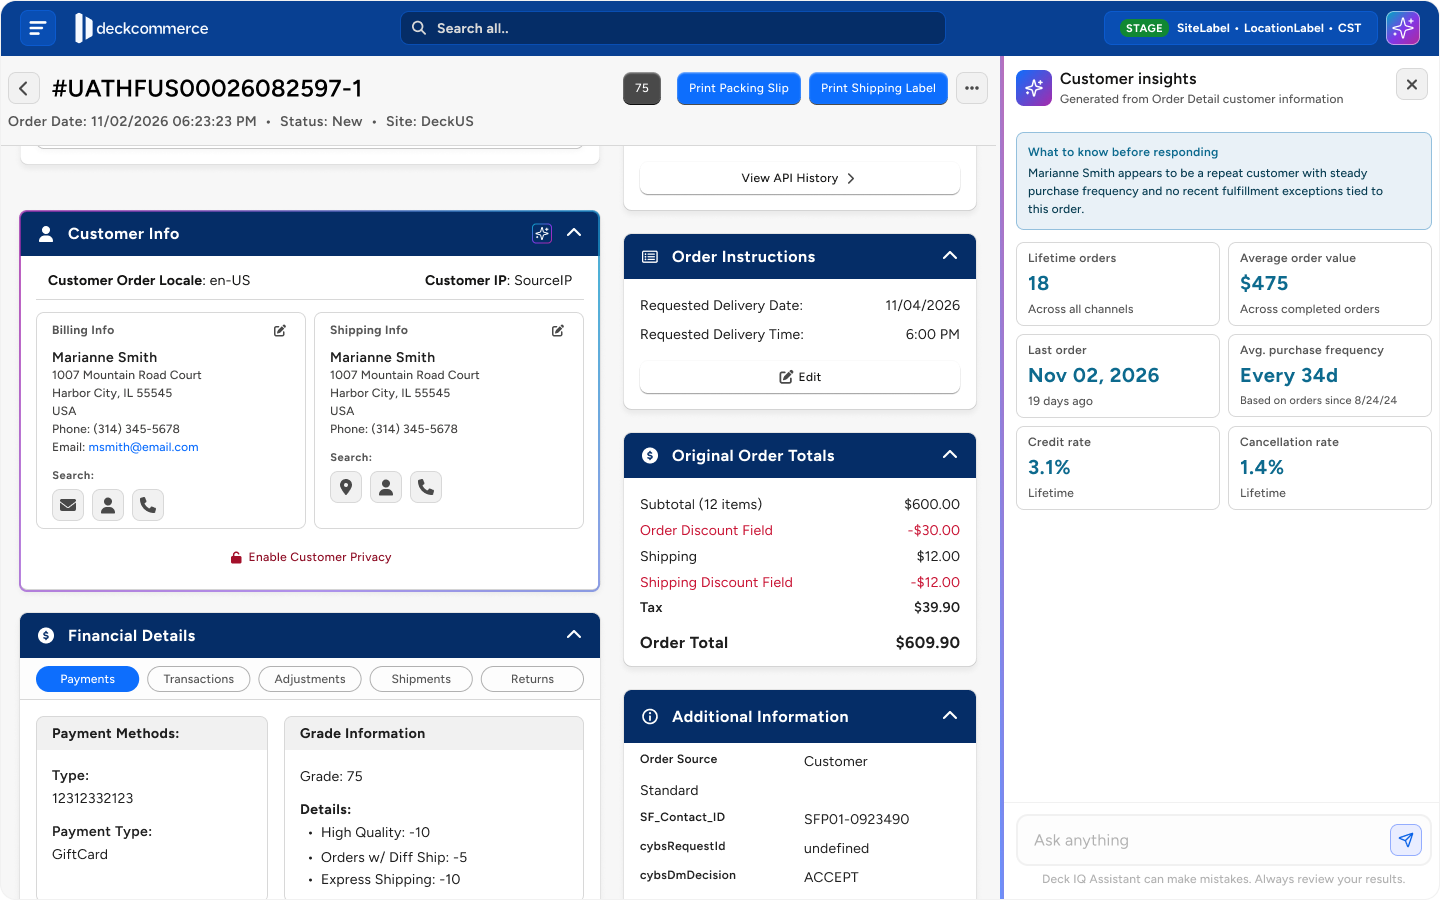 deckcommerce
Search all..
STAGE SiteLabel • LocationLabel • CST
#UATHFUS00026082597-1
75
Print Packing Slip
Print Shipping Label
Order Date: 11/02/2026 06:23:23 PM • Status: New • Site: DeckUS
Customer Info
Customer Order Locale: en-US
Customer IP: SourceIP
Billing Info
Marianne Smith
1007 Mountain Road Court
Harbor City, IL 55545
USA
Phone: (314) 345-5678
Email: msmith@email.com
Search:
Shipping Info
Marianne Smith
1007 Mountain Road Court
Harbor City, IL 55545
USA
Phone: (314) 345-5678
Search:
Enable Customer Privacy
Financial Details
Payments
Transactions
Adjustments
Shipments
Returns
Payment Methods:
Type:
12312332123
Payment Type:
GiftCard
Grade Information
Grade: 75
Details:
• High Quality: -10
• Orders w/ Diff Ship: -5
• Express Shipping: -10
View API History
Order Instructions
Requested Delivery Date: 11/04/2026
Requested Delivery Time: 6:00 PM
Edit
Original Order Totals
Subtotal (12 items) $600.00
Order Discount Field -$30.00
Shipping $12.00
Shipping Discount Field -$12.00
Tax $39.90
Order Total $609.90
Additional Information
Order Source Customer
Standard
SF_Contact_ID SFP01-0923490
cybsRequestId undefined
cybsDmDecision ACCEPT
Customer insights
Generated from Order Detail customer information
What to know before responding
Marianne Smith appears to be a repeat customer with steady
purchase frequency and no recent fulfillment exceptions tied to
this order.
Lifetime orders
18
Across all channels
Average order value
$475
Across completed orders
Last order
Nov 02, 2026
19 days ago
Avg. purchase frequency
Every 34d
Based on orders since 8/24/24
Credit rate
3.1%
Lifetime
Cancellation rate
1.4%
Lifetime
Ask anything
Deck IQ Assistant can make mistakes. Always review your results.